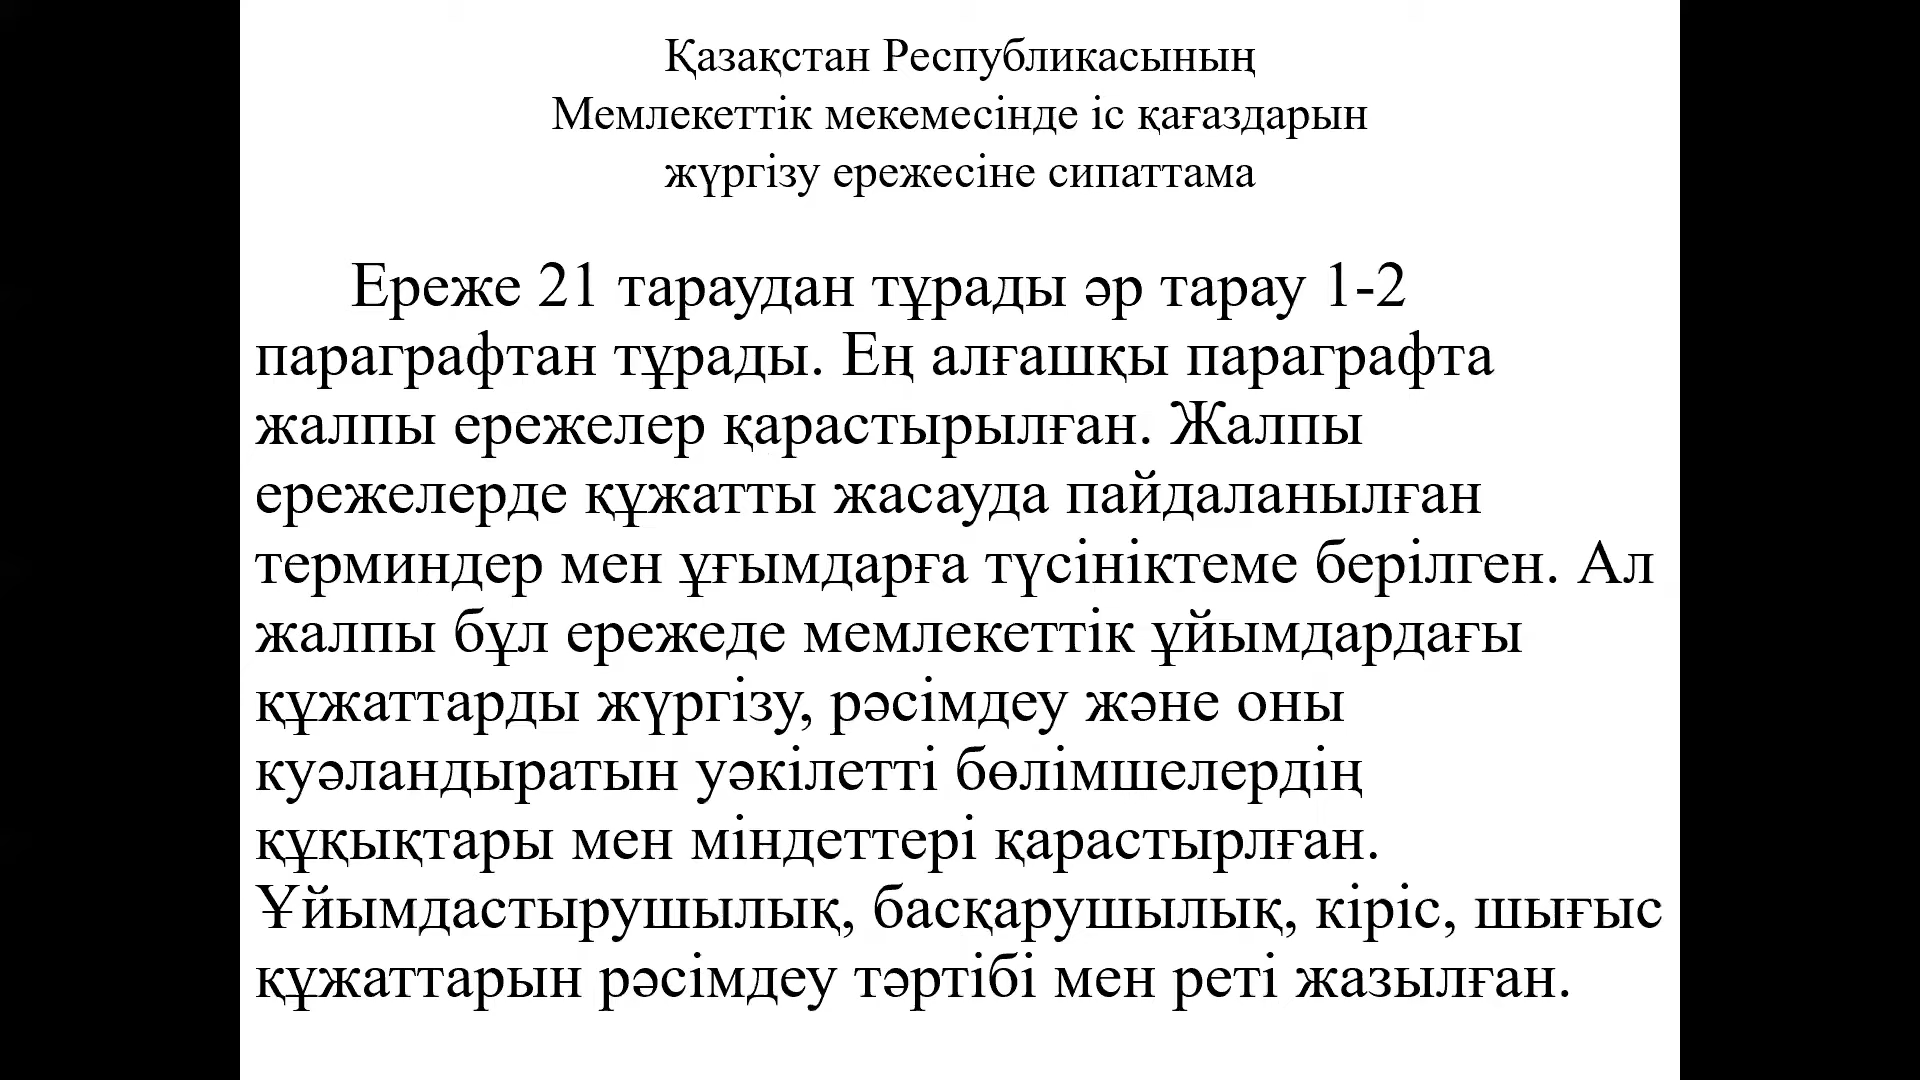 Қазақстан Республикасының
Мемлекеттік мекемесінде іс қағаздарын
жүргізу ережесіне сипаттама
Ереже 21 тараудан тұрады әр тарау 1-2
параграфтан тұрады. Ең алғашқы параграфта
жалпы ережелер қарастырылған. Жалпы
ережелерде құжатты жасауда пайдаланылған
терминдер мен ұғымдарға түсініктеме берілген. Ал
жалпы бұл ережеде мемлекеттік ұйымдардағы
құжаттарды жүргізу, рәсімдеу және оны
куәландыратын уәкілетті бөлімшелердің
құқықтары мен міндеттері қарастырлған.
Ұйымдастырушылық, басқарушылық, кіріс, шығыс
құжаттарын рәсімдеу тәртібі мен реті жазылған.